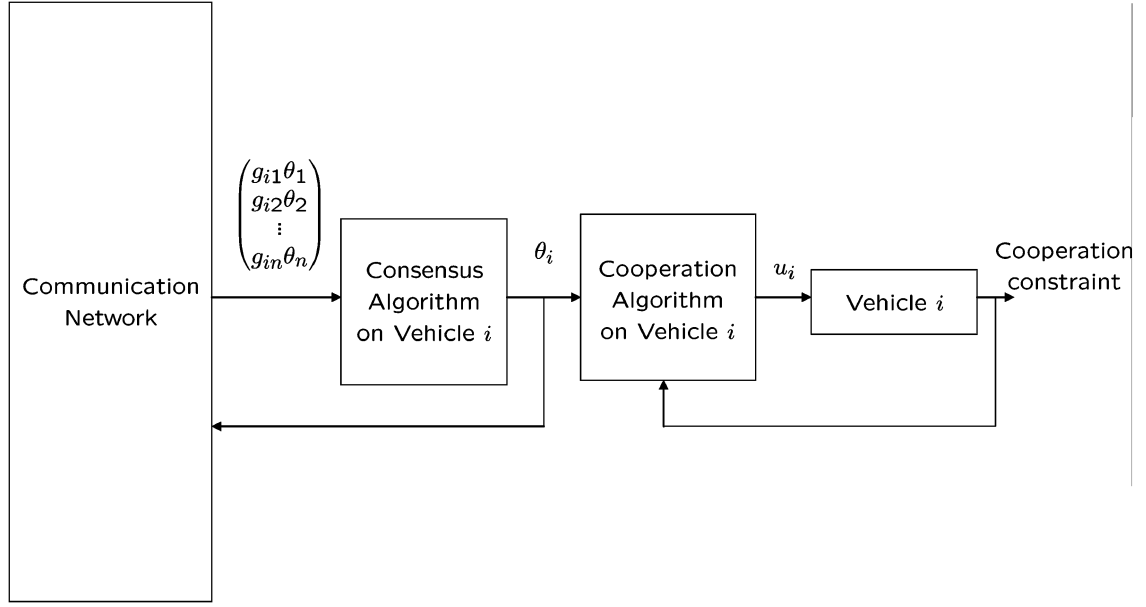 Communication
Network
g_{i1}θ_1
g_{i2}θ_2
⋮
g_{in}θ_n
Consensus
Algorithm
on Vehicle i
θ_i
Cooperation
Algorithm
on Vehicle i
u_i
Vehicle i
Cooperation
constraint